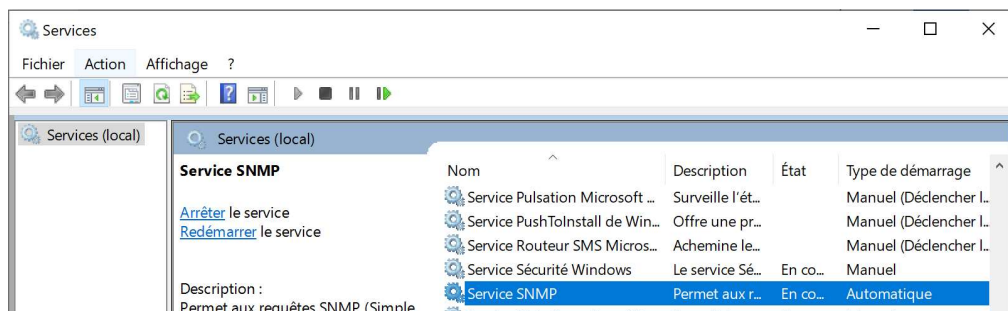 Services
Fichier Action Affichage ?
Services (local)
Services (local)
Service SNMP
Arrêter le service
Redémarrer le service
Description :
Permet aux requêtes SNMP (Simple
Nom Description État Type de démarrage
Service Pulsation Microsoft ... Surveille l'ét... Manuel (Déclencher l...
Service PushToInstall de Win... Offre une pr... Manuel (Déclencher l...
Service Routeur SMS Micros... Achemine le... Manuel (Déclencher l...
Service Sécurité Windows Le service Sé... En co... Manuel
Service SNMP Permet aux r... En co... Automatique